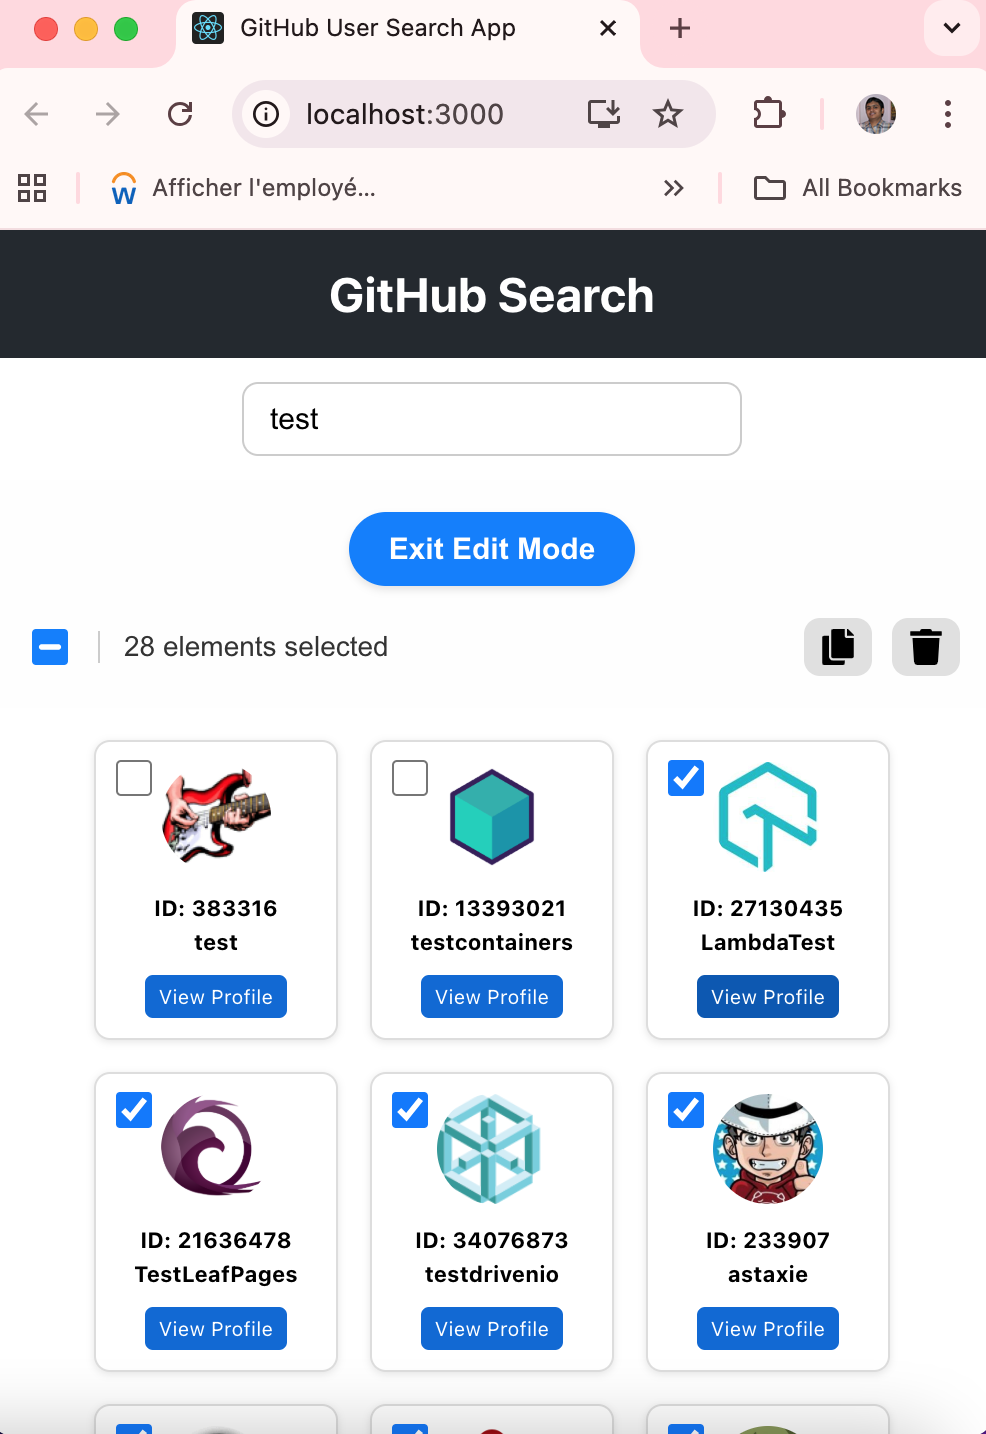 GitHub User Search App
localhost:3000
Afficher l'employé...
All Bookmarks
GitHub Search
test
Exit Edit Mode
28 elements selected
ID: 383316
test
View Profile
ID: 13393021
testcontainers
View Profile
ID: 27130435
LambdaTest
View Profile
ID: 21636478
TestLeafPages
View Profile
ID: 34076873
testdrivenio
View Profile
ID: 233907
astaxie
View Profile